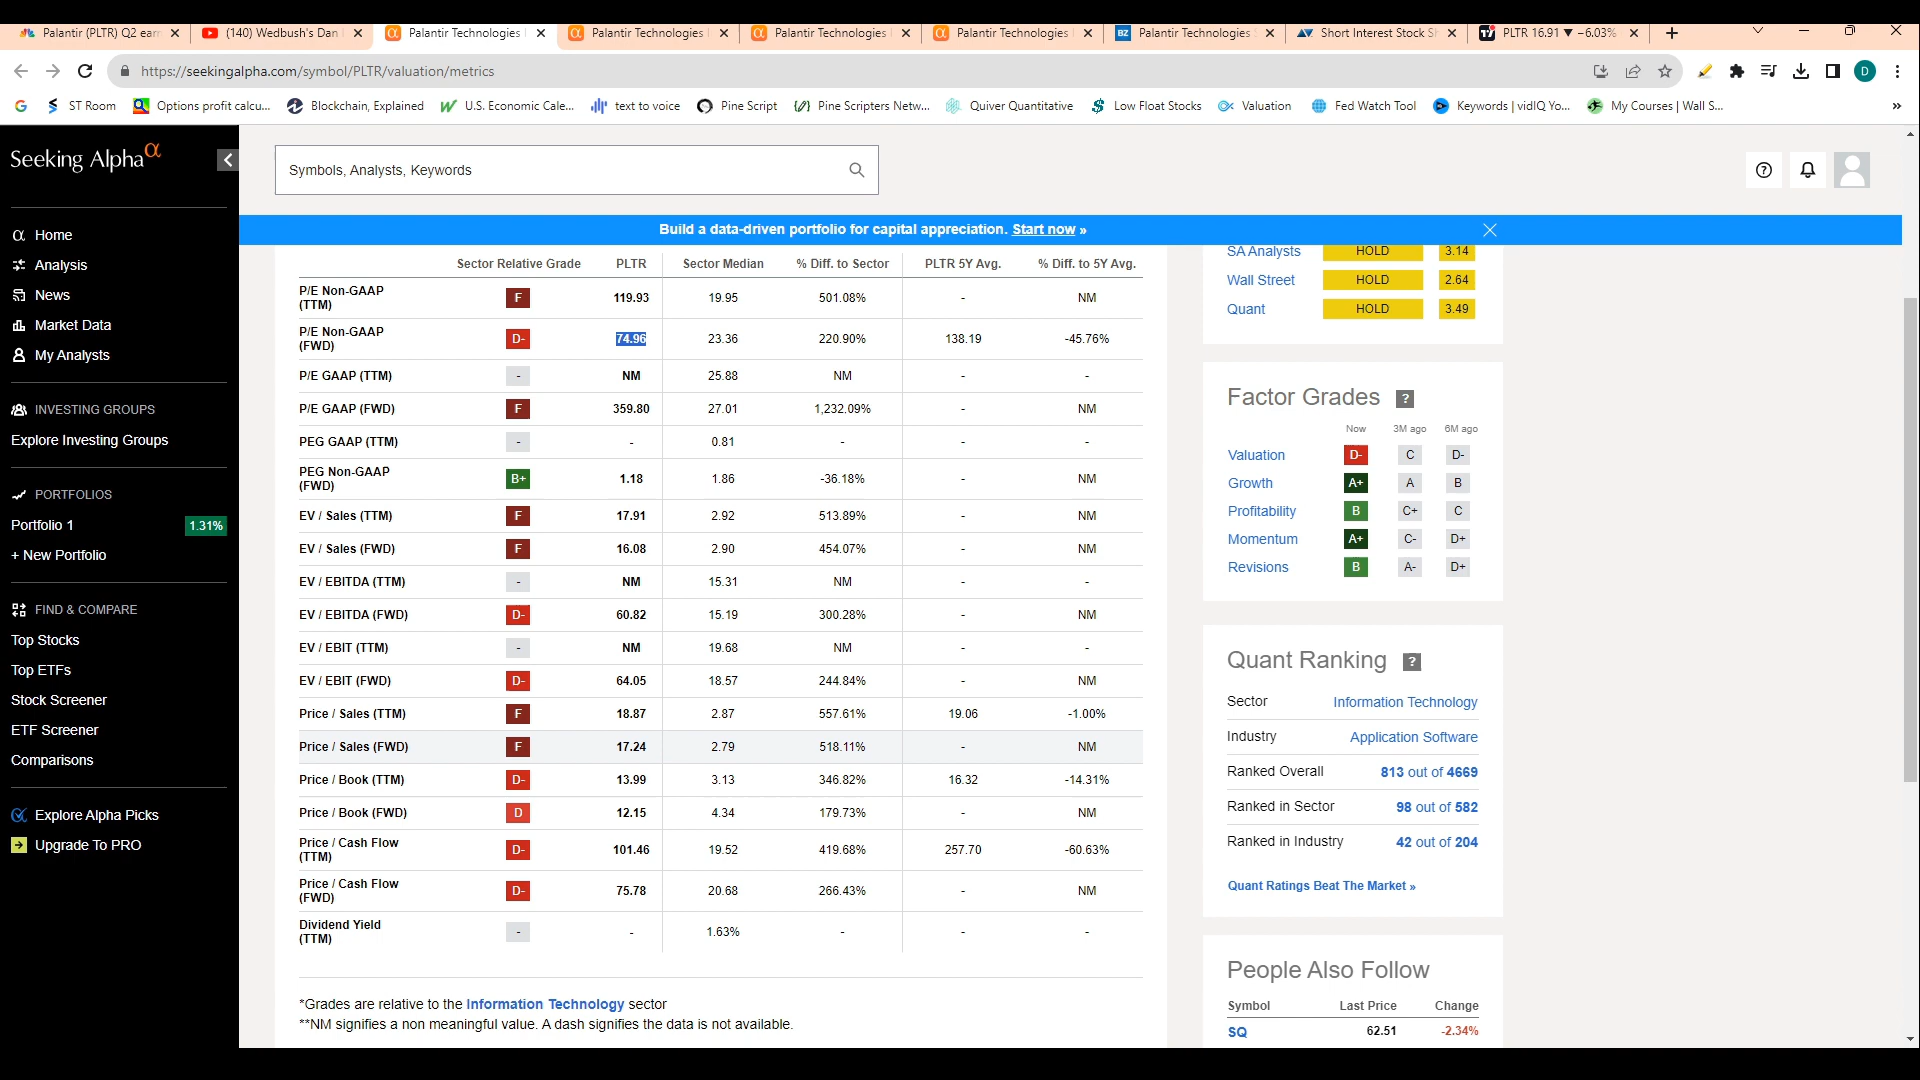 Palantir (PLTR) Q2 ear
(140) Wedbush's Dan
Palantir Technologies
Palantir Technologies
Palantir Technologies
Palantir Technologies
Palantir Technologies
Short Interest Stock S
PLTR 16.91 ▼ −6.03%
https://seekingalpha.com/symbol/PLTR/valuation/metrics
ST Room
Options profit calcu...
Blockchain, Explained
U.S. Economic Cale...
text to voice
Pine Script
Pine Scripters Netw...
Quiver Quantitative
Low Float Stocks
Valuation
Fed Watch Tool
Keywords | vidIQ Yo...
My Courses | Wall S...
»
Seeking Alpha α
Symbols, Analysts, Keywords
Build a data-driven portfolio for capital appreciation. Start now »
Home
Analysis
News
Market Data
My Analysts
INVESTING GROUPS
Explore Investing Groups
PORTFOLIOS
Portfolio 1 1.31%
+ New Portfolio
FIND & COMPARE
Top Stocks
Top ETFs
Stock Screener
ETF Screener
Comparisons
Explore Alpha Picks
Upgrade To PRO
Sector Relative Grade PLTR Sector Median % Diff. to Sector PLTR 5Y Avg. % Diff. to 5Y Avg.
P/E Non-GAAP (TTM) F 119.93 19.95 501.08% - NM
P/E Non-GAAP (FWD) D- 74.96 23.36 220.90% 138.19 -45.76%
P/E GAAP (TTM) - NM 25.88 NM - -
P/E GAAP (FWD) F 359.80 27.01 1,232.09% - NM
PEG GAAP (TTM) - - 0.81 - - -
PEG Non-GAAP (FWD) B+ 1.18 1.86 -36.18% - NM
EV / Sales (TTM) F 17.91 2.92 513.89% - NM
EV / Sales (FWD) F 16.08 2.90 454.07% - NM
EV / EBITDA (TTM) - NM 15.31 NM - -
EV / EBITDA (FWD) D- 60.82 15.19 300.28% - NM
EV / EBIT (TTM) - NM 19.68 NM - -
EV / EBIT (FWD) D- 64.05 18.57 244.84% - NM
Price / Sales (TTM) F 18.87 2.87 557.61% 19.06 -1.00%
Price / Sales (FWD) F 17.24 2.79 518.11% - NM
Price / Book (TTM) D- 13.99 3.13 346.82% 16.32 -14.31%
Price / Book (FWD) D 12.15 4.34 179.73% - NM
Price / Cash Flow (TTM) D- 101.46 19.52 419.68% 257.70 -60.63%
Price / Cash Flow (FWD) D- 75.78 20.68 266.43% - NM
Dividend Yield (TTM) - - 1.63% - - -
*Grades are relative to the Information Technology sector
**NM signifies a non meaningful value. A dash signifies the data is not available.
SA Analysts HOLD 3.14
Wall Street HOLD 2.64
Quant HOLD 3.49
Factor Grades ?
Now 3M ago 6M ago
Valuation D- C D-
Growth A+ A B
Profitability B C+ C
Momentum A+ C- D+
Revisions B A- D+
Quant Ranking ?
Sector Information Technology
Industry Application Software
Ranked Overall 813 out of 4669
Ranked in Sector 98 out of 582
Ranked in Industry 42 out of 204
Quant Ratings Beat The Market »
People Also Follow
Symbol Last Price Change
SQ 62.51 -2.34%